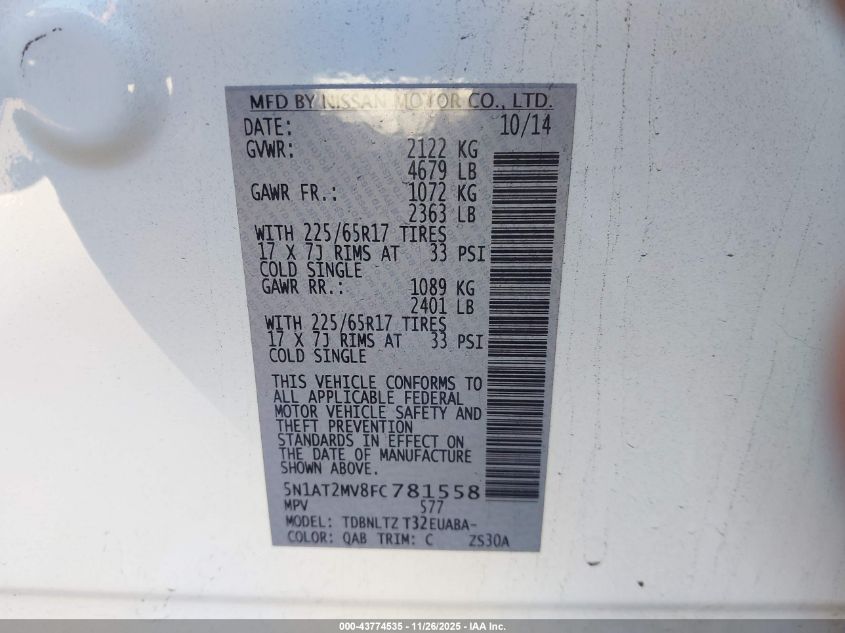 MFD BY NISSAN MOTOR CO., LTD.
DATE: 10/14
GVWR: 2122 KG
4679 LB
GAWR FR.: 1072 KG
2363 LB
WITH 225/65R17 TIRES
17 X 7J RIMS AT 33 PSI
COLD SINGLE
GAWR RR.: 1089 KG
2401 LB
WITH 225/65R17 TIRES
17 X 7J RIMS AT 33 PSI
COLD SINGLE
THIS VEHICLE CONFORMS TO
ALL APPLICABLE FEDERAL
MOTOR VEHICLE SAFETY AND
THEFT PREVENTION
STANDARDS IN EFFECT ON
THE DATE OF MANUFACTURE
SHOWN ABOVE.
5N1AT2MV8FC781558
MPV 577
MODEL: TDBNLTZ T32EUABA-
COLOR: QAB TRIM: C ZS30A
000-43774535 - 11/26/2025 - IAA Inc.